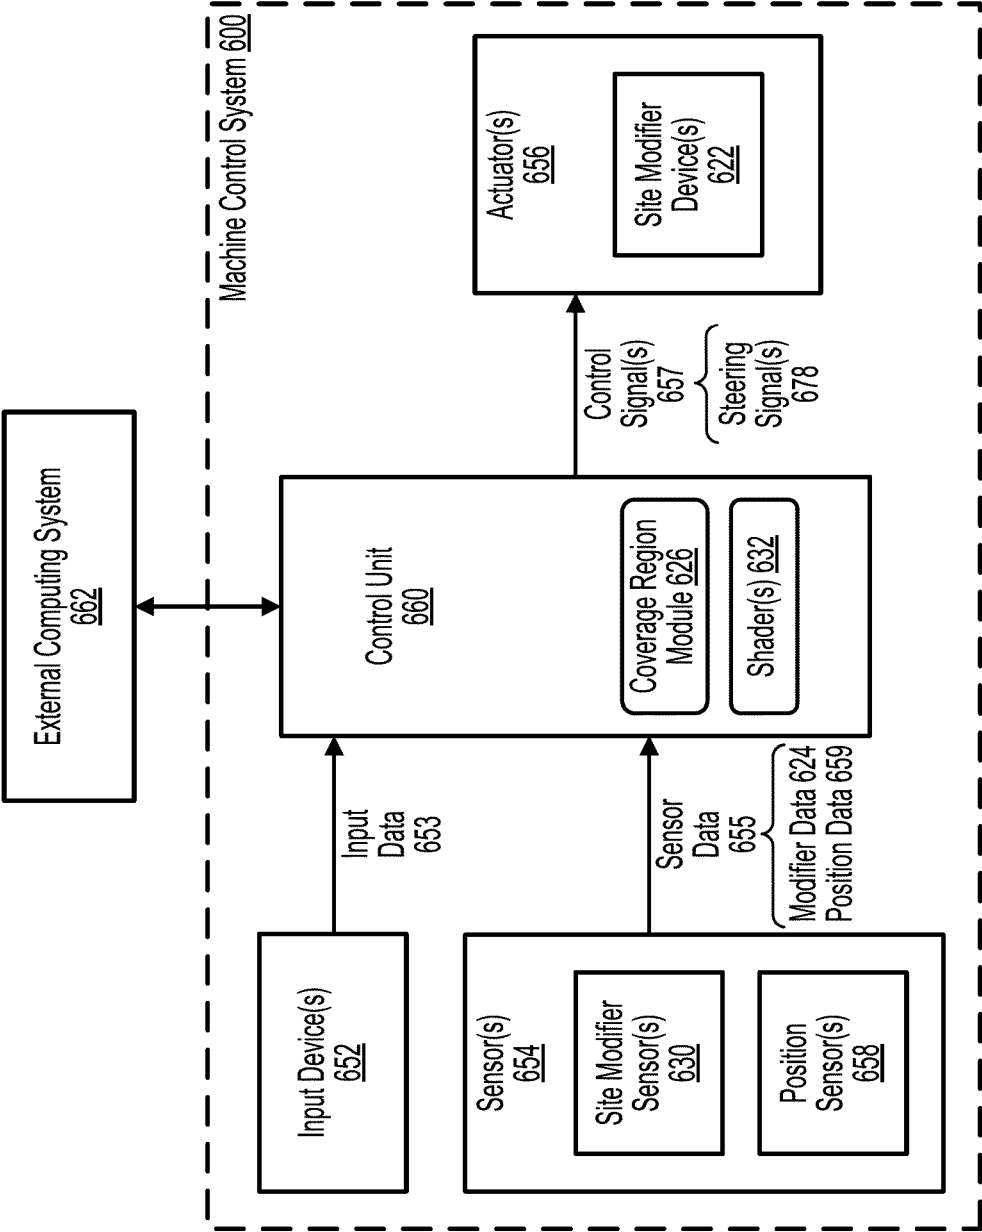 External Computing System
662
Machine Control System 600
Input Device(s)
652
Input
Data
653
Control Unit
660
Sensor(s)
654
Site Modifier
Sensor(s)
630
Position
Sensor(s)
658
Sensor
Data
655
Modifier Data 624
Position Data 659
Coverage Region
Module 626
Shader(s) 632
Control
Signal(s)
657
Steering
Signal(s)
678
Actuator(s)
656
Site Modifier
Device(s)
622